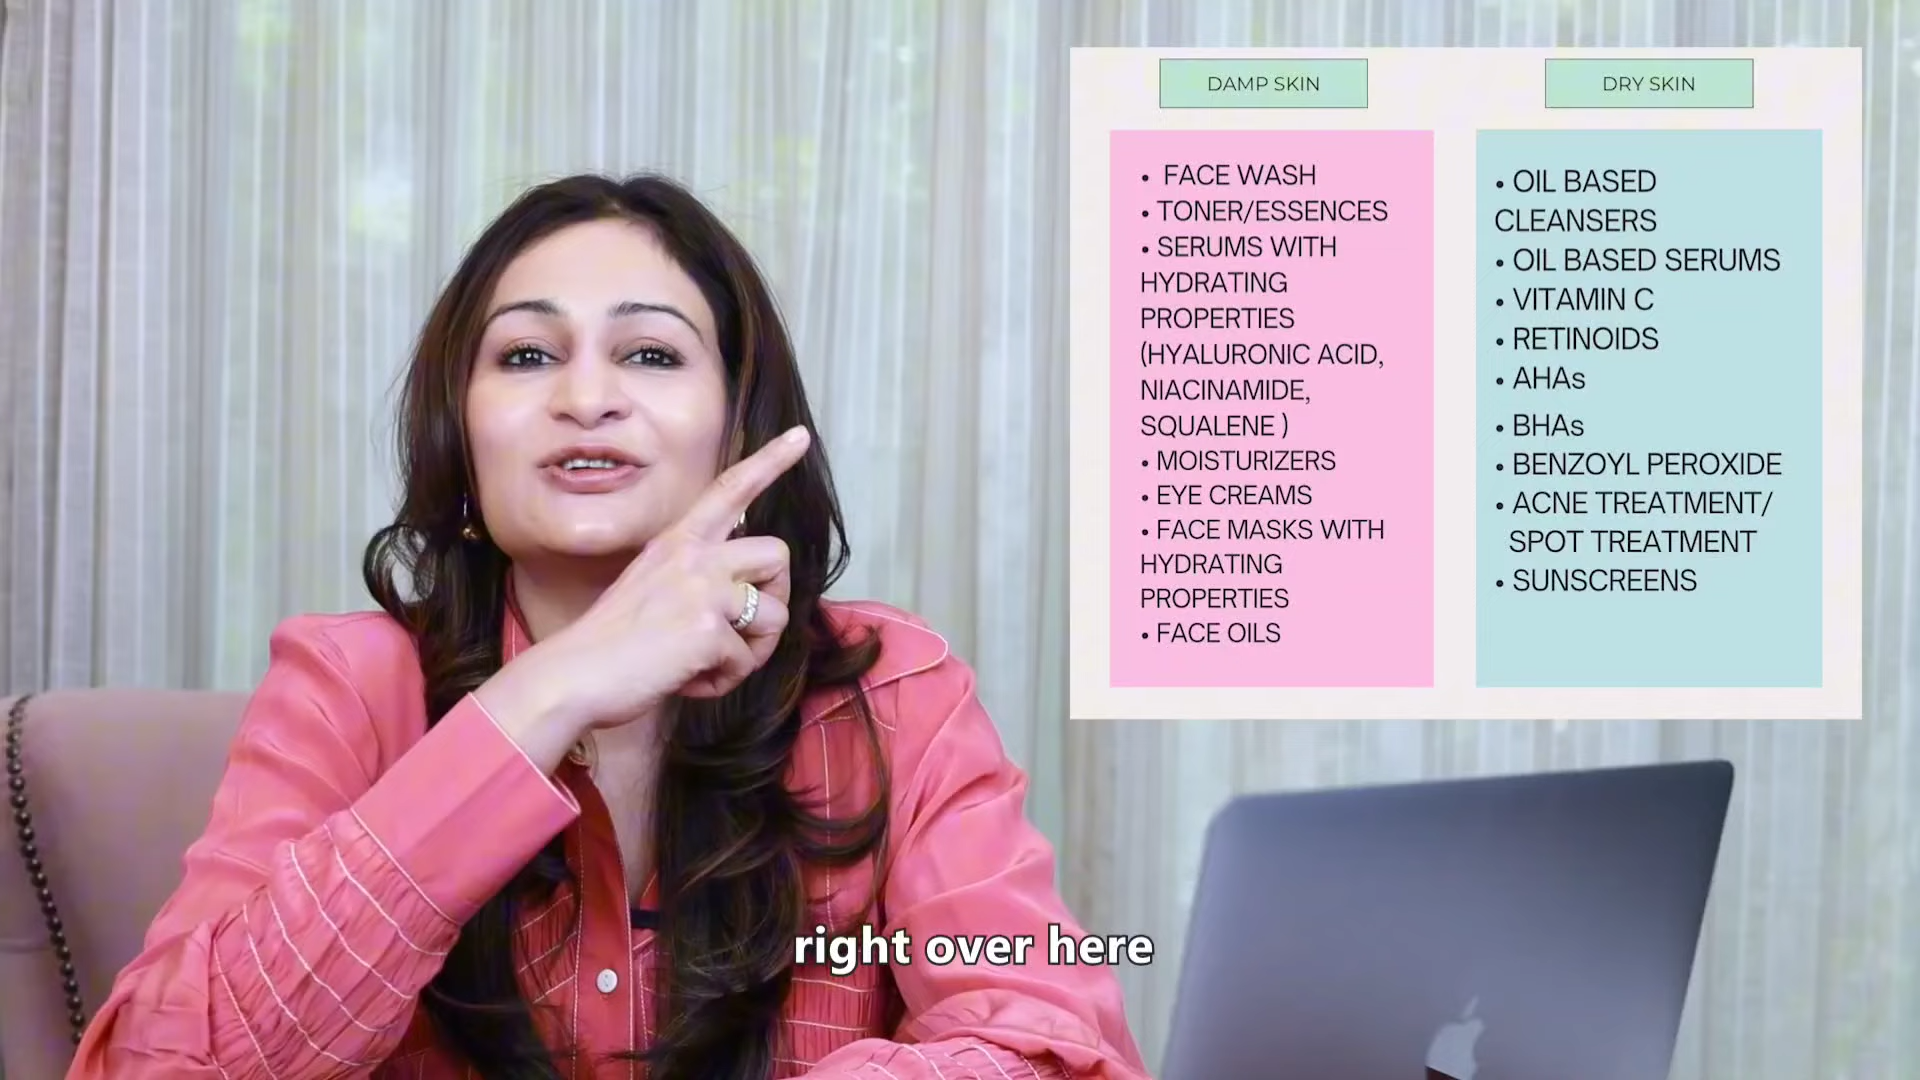 DAMP SKIN
• FACE WASH
• TONER/ESSENCES
• SERUMS WITH
HYDRATING
PROPERTIES
(HYALURONIC ACID,
NIACINAMIDE,
SQUALENE )
• MOISTURIZERS
• EYE CREAMS
• FACE MASKS WITH
HYDRATING
PROPERTIES
• FACE OILS
DRY SKIN
• OIL BASED
CLEANSERS
• OIL BASED SERUMS
• VITAMIN C
• RETINOIDS
• AHAs
• BHAs
• BENZOYL PEROXIDE
• ACNE TREATMENT/
SPOT TREATMENT
• SUNSCREENS
right over here